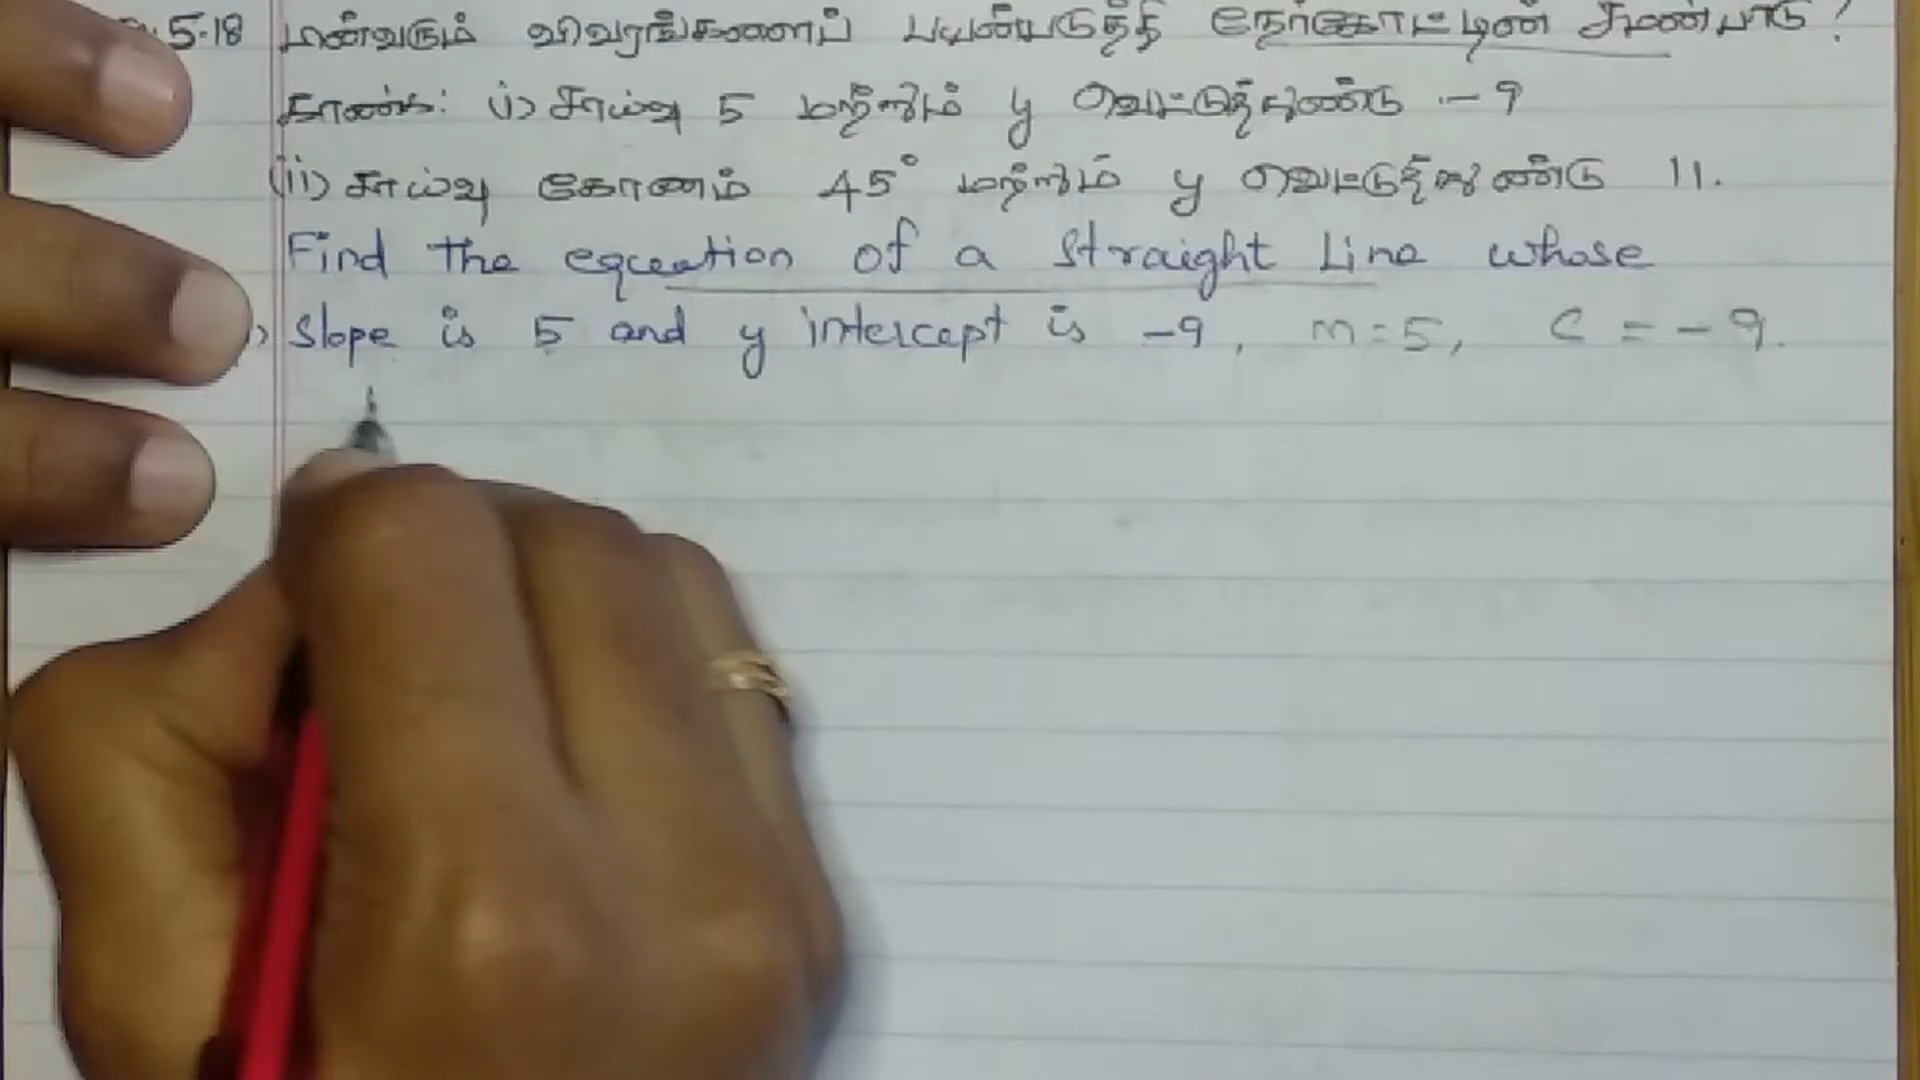 5.18 பின்வரும் விவரங்களைப் பயன்படுத்தி நேர்கோட்டின் சமன்பாடு?
காண்க: i) சாய்வு 5 மற்றும் y வெட்டுத்துண்டு -9
(ii) சாய்வு கோணம் 45° மற்றும் y வெட்டுத்துண்டு 11.
Find the equation of a straight Line whose
i) Slope is 5 and y intercept is -9, m=5, C = -9.